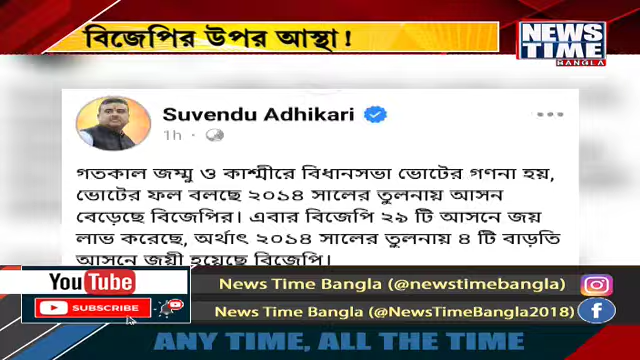 বিজেপির উপর আস্থা!
NEWS
TIME
BANGLA
Suvendu Adhikari
1h
গতকাল জম্মু ও কাশ্মীরে বিধানসভা ভোটের গণনা হয়,
ভোটের ফল বলছে ২০১৪ সালের তুলনায় আসন
বেড়েছে বিজেপির। এবার বিজেপি ২৯ টি আসনে জয়
লাভ করেছে, অর্থাৎ ২০১৪ সালের তুলনায় ৪ টি বাড়তি
আসনে জয়ী হয়েছে বিজেপি।
YouTube
SUBSCRIBE
News Time Bangla (@newstimebangla)
News Time Bangla (@NewsTimeBangla2018)
ANY TIME, ALL THE TIME